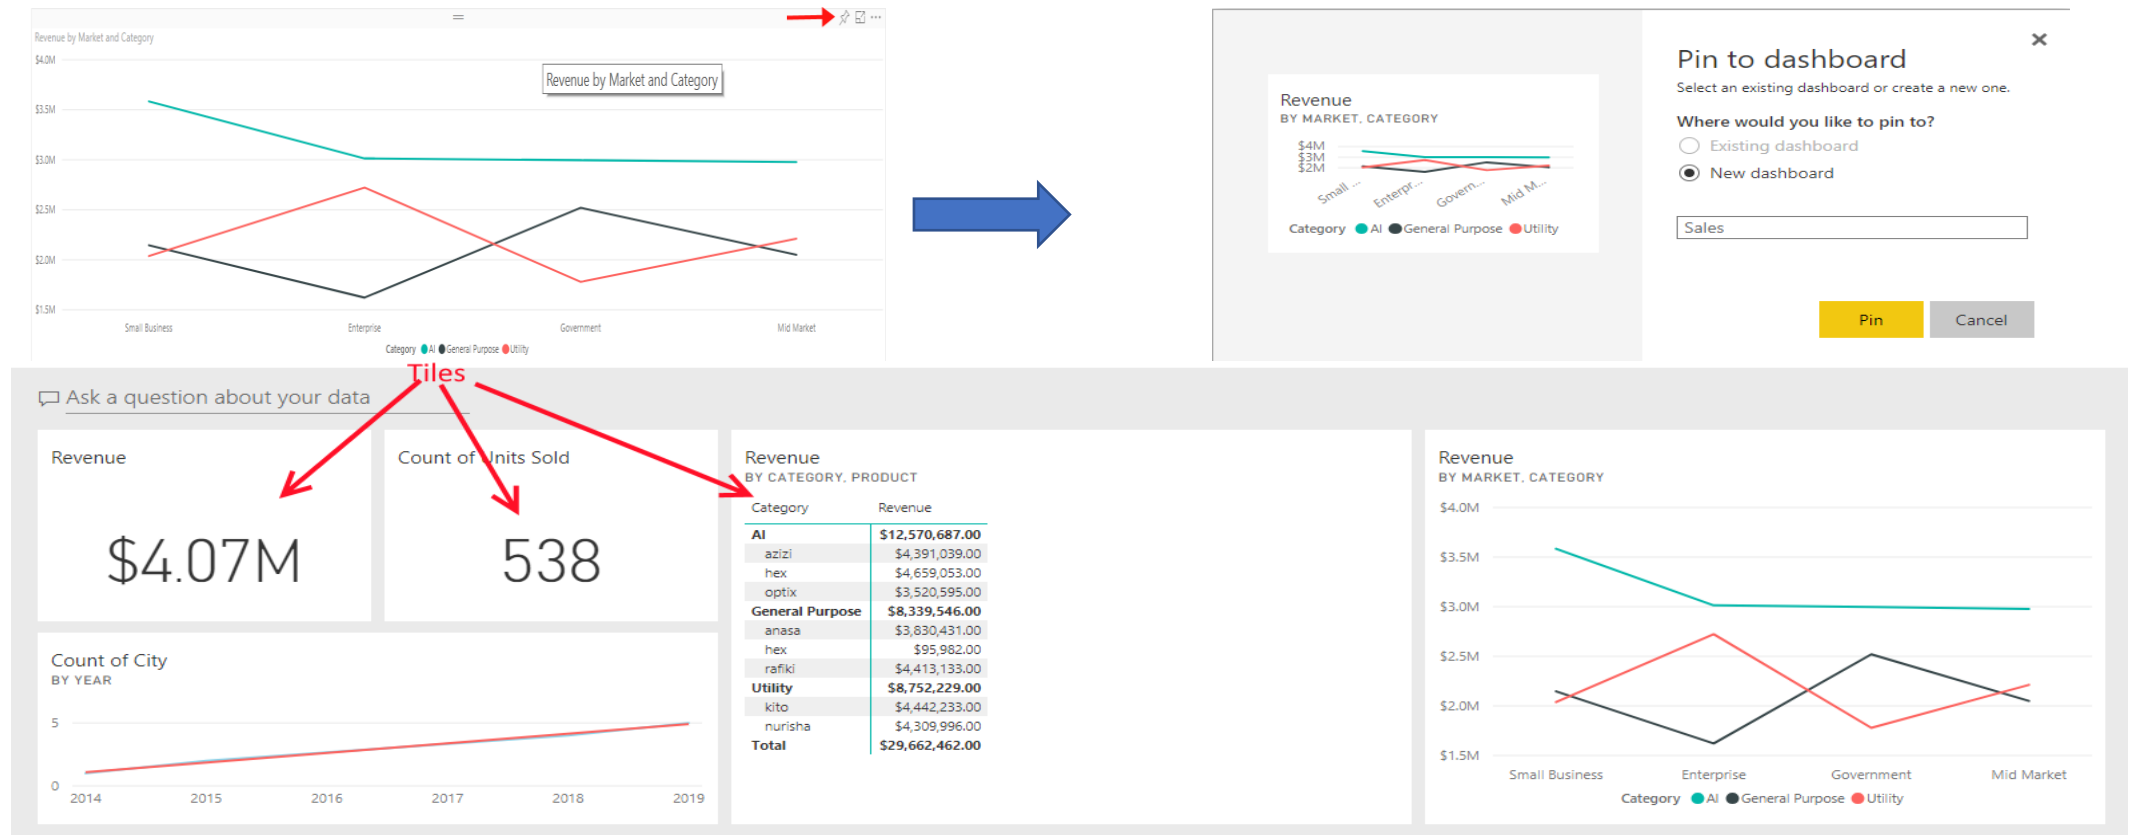 Revenue by Market and Category
$4.0M
Revenue by Market and Category
$3.5M
$3.0M
$2.5M
$2.0M
$1.5M
Small Business Enterprise Government Mid Market
Category AI General Purpose Utility
Revenue
BY MARKET, CATEGORY
$4M
$3M
$2M
Small ... Enterpr... Govern... Mid M...
Category AI General Purpose Utility
Pin to dashboard
Select an existing dashboard or create a new one.
Where would you like to pin to?
Existing dashboard
New dashboard
Sales
Pin Cancel
Tiles
Ask a question about your data
Revenue
$4.07M
Count of Units Sold
538
Count of City
BY YEAR
5
0
2014 2015 2016 2017 2018 2019
Revenue
BY CATEGORY, PRODUCT
Category Revenue
AI $12,570,687.00
azizi $4,391,039.00
hex $4,659,053.00
optix $3,520,595.00
General Purpose $8,339,546.00
anasa $3,830,431.00
hex $95,982.00
rafiki $4,413,133.00
Utility $8,752,229.00
kito $4,442,233.00
nurisha $4,309,996.00
Total $29,662,462.00
Revenue
BY MARKET, CATEGORY
$4.0M
$3.5M
$3.0M
$2.5M
$2.0M
$1.5M
Small Business Enterprise Government Mid Market
Category AI General Purpose Utility